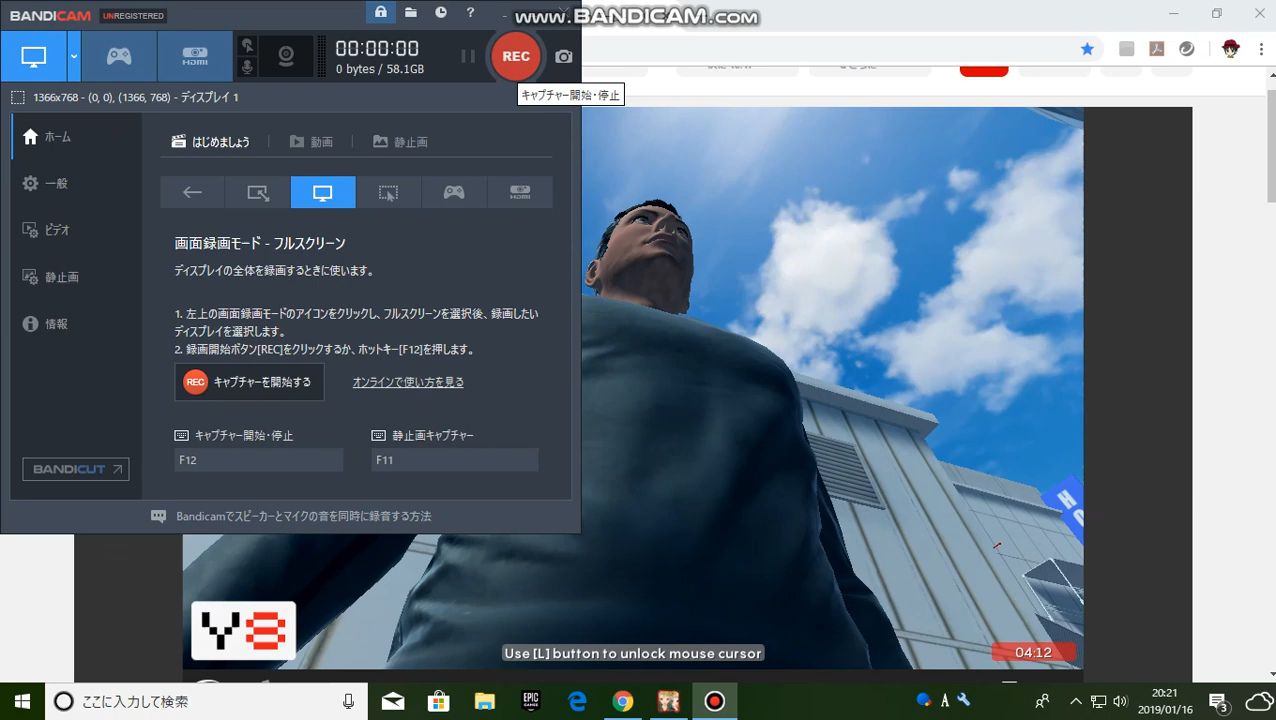 BANDICAM UNREGISTERED
www.BANDICAM.com
HDMI
00:00:00
0 bytes / 58.1GB
REC
1366x768 - (0, 0), (1366, 768) - ディスプレイ 1
キャプチャー開始・停止
ホーム
一般
ビデオ
静止画
情報
BANDICUT
はじめましょう
動画
静止画
HDMI
画面録画モード - フルスクリーン
ディスプレイの全体を録画するときに使います。
1. 左上の画面録画モードのアイコンをクリックし、フルスクリーンを選択後、録画したい
ディスプレイを選択します。
2. 録画開始ボタン[REC]をクリックするか、ホットキー[F12]を押します。
REC キャプチャーを開始する
オンラインで使い方を見る
キャプチャー開始・停止
静止画キャプチャー
F12
F11
Bandicamでスピーカーとマイクの音を同時に録音する方法
Y8
Use [L] button to unlock mouse cursor
04:12
ここに入力して検索
EPIC GAMES
A
20:21
2019/01/16
3